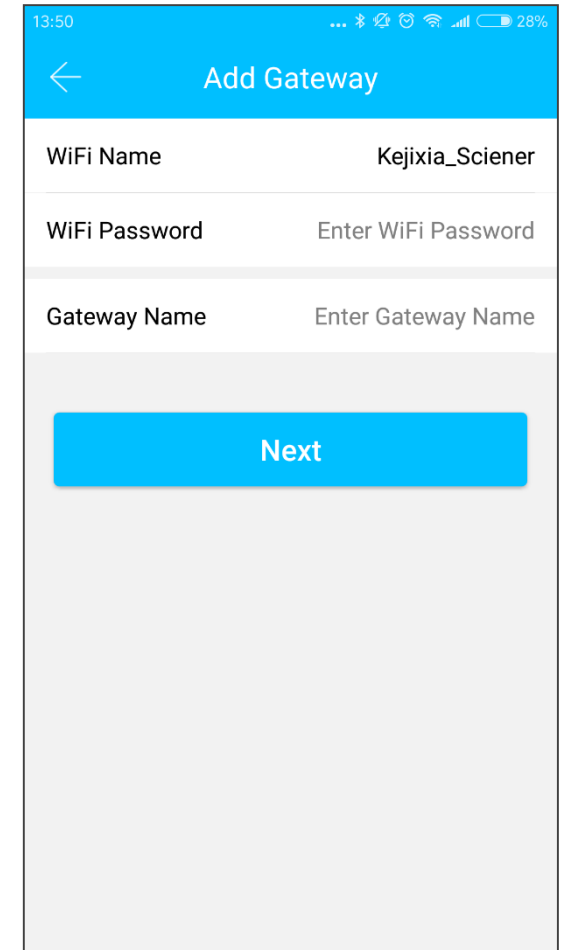 13:50 ... 28%
Add Gateway
WiFi Name Kejixia_Sciener
WiFi Password Enter WiFi Password
Gateway Name Enter Gateway Name
Next